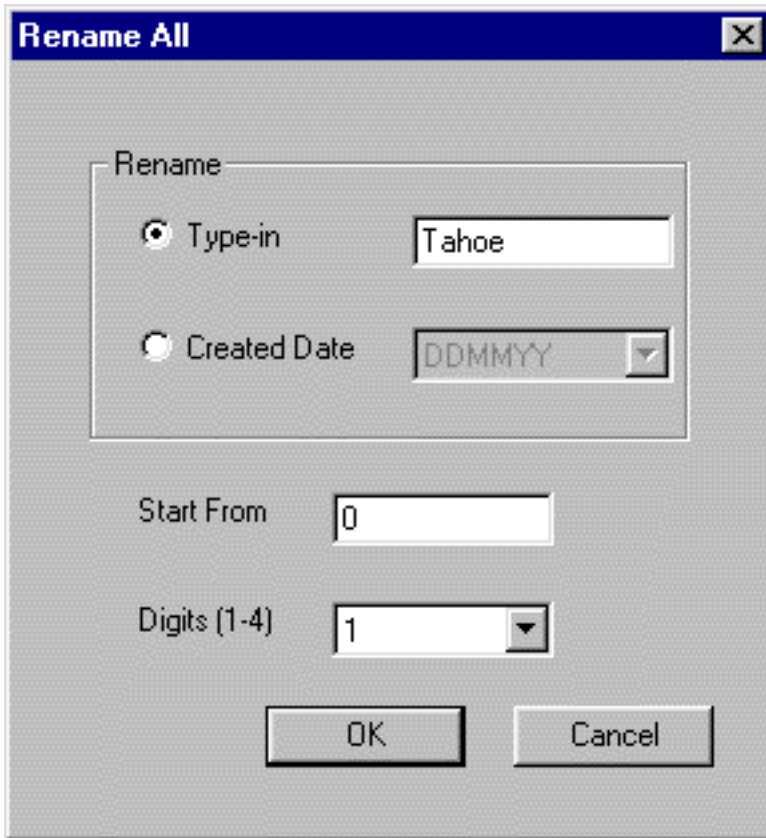 Rename All
Rename
Type-in Tahoe
Created Date DDMMYY
Start From 0
Digits (1-4) 1
OK Cancel